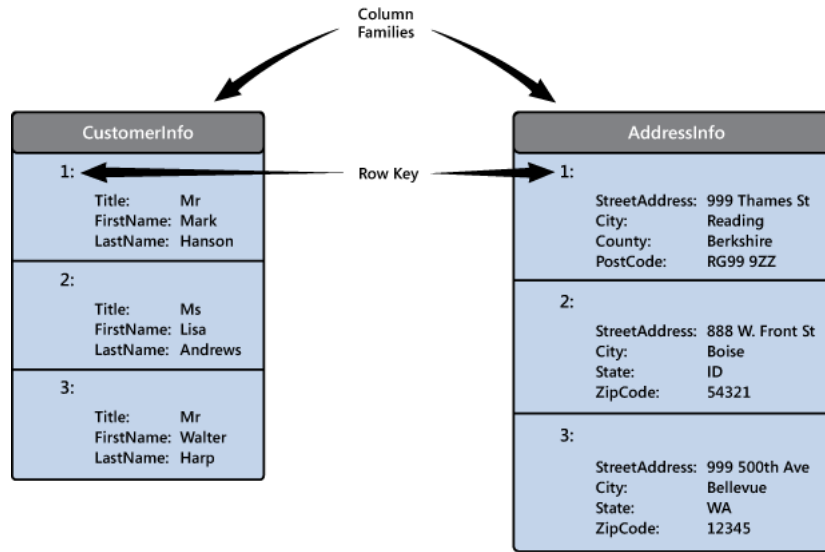 Column
Families
CustomerInfo
1:
Title: Mr
FirstName: Mark
LastName: Hanson
2:
Title: Ms
FirstName: Lisa
LastName: Andrews
3:
Title: Mr
FirstName: Walter
LastName: Harp
Row Key
AddressInfo
1:
StreetAddress: 999 Thames St
City: Reading
County: Berkshire
PostCode: RG99 9ZZ
2:
StreetAddress: 888 W. Front St
City: Boise
State: ID
ZipCode: 54321
3:
StreetAddress: 999 500th Ave
City: Bellevue
State: WA
ZipCode: 12345